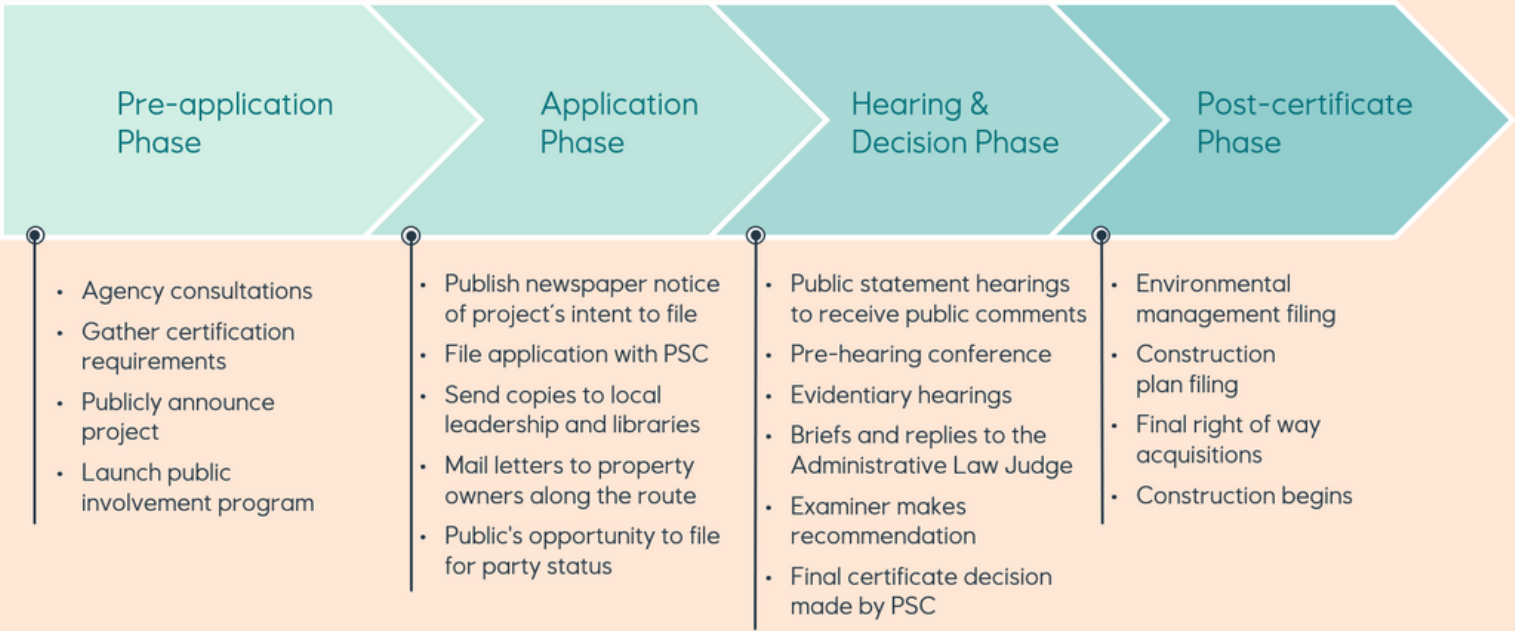 Pre-application
Phase
Application
Phase
Hearing &
Decision Phase
Post-certificate
Phase
• Agency consultations
• Gather certification
requirements
• Publicly announce
project
• Launch public
involvement program
• Publish newspaper notice
of project´s intent to file
• File application with PSC
• Send copies to local
leadership and libraries
• Mail letters to property
owners along the route
• Public's opportunity to file
for party status
• Public statement hearings
to receive public comments
• Pre-hearing conference
• Evidentiary hearings
• Briefs and replies to the
Administrative Law Judge
• Examiner makes
recommendation
• Final certificate decision
made by PSC
• Environmental
management filing
• Construction
plan filing
• Final right of way
acquisitions
• Construction begins